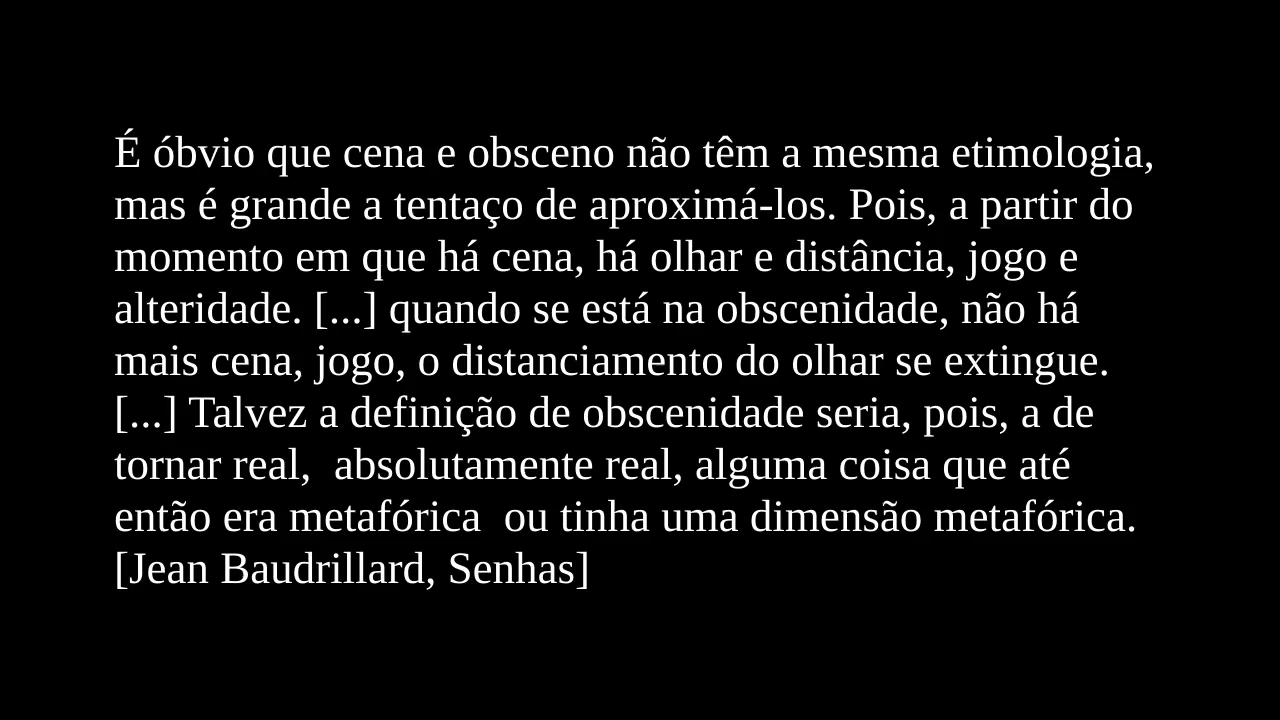 É óbvio que cena e obsceno não têm a mesma etimologia,
mas é grande a tentaço de aproximá-los. Pois, a partir do
momento em que há cena, há olhar e distância, jogo e
alteridade. [...] quando se está na obscenidade, não há
mais cena, jogo, o distanciamento do olhar se extingue.
[...] Talvez a definição de obscenidade seria, pois, a de
tornar real,  absolutamente real, alguma coisa que até
então era metafórica  ou tinha uma dimensão metafórica.
[Jean Baudrillard, Senhas]